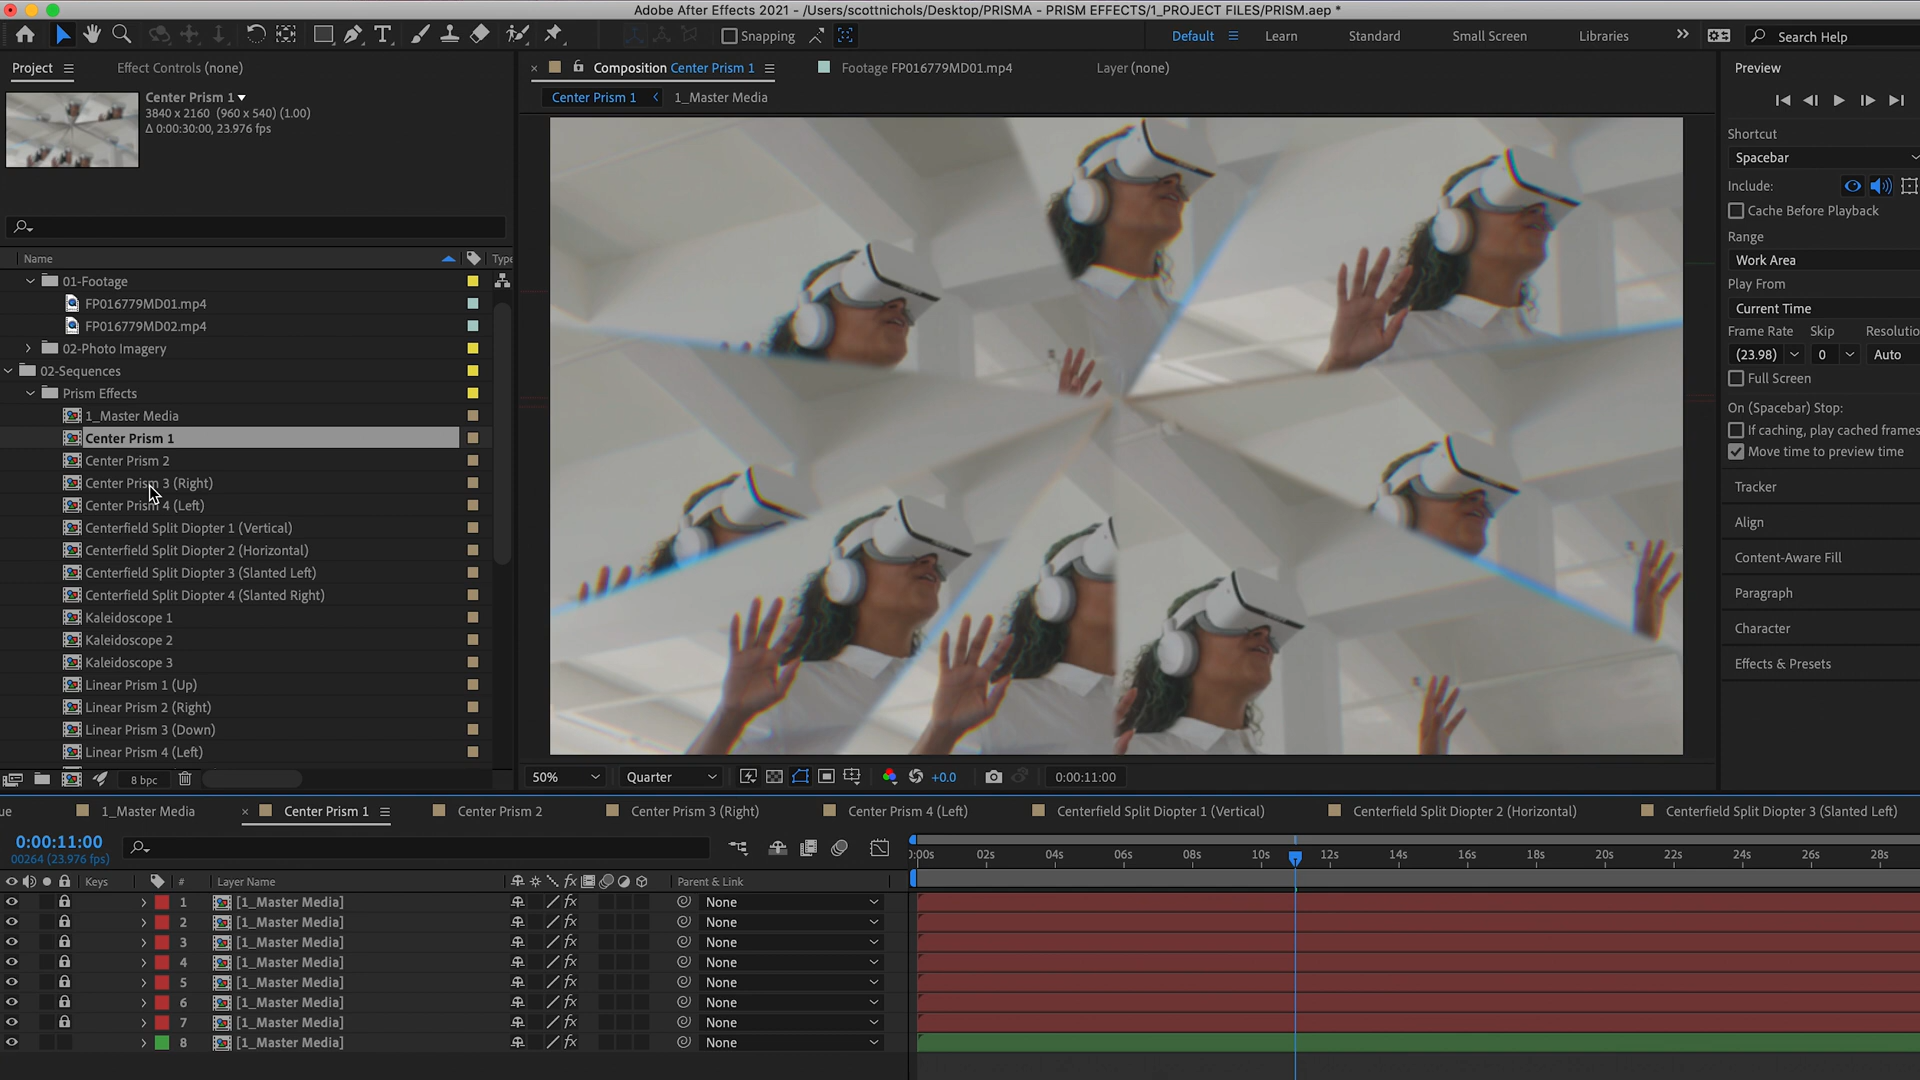 Adobe After Effects 2021 - /Users/scottnichols/Desktop/PRISMA - PRISM EFFECTS/1_PROJECT FILES/PRISM.aep *
Snapping
Default
Learn
Standard
Small Screen
Libraries
Search Help
Project
Effect Controls (none)
Composition Center Prism 1
Footage FP016779MD01.mp4
Layer (none)
Center Prism 1
1_Master Media
Center Prism 1
3840 x 2160 (960 x 540) (1.00)
Δ 0:00:30:00, 23.976 fps
Name
Type
01-Footage
FP016779MD01.mp4
FP016779MD02.mp4
02-Photo Imagery
02-Sequences
Prism Effects
1_Master Media
Center Prism 1
Center Prism 2
Center Prism 3 (Right)
Center Prism 4 (Left)
Centerfield Split Diopter 1 (Vertical)
Centerfield Split Diopter 2 (Horizontal)
Centerfield Split Diopter 3 (Slanted Left)
Centerfield Split Diopter 4 (Slanted Right)
Kaleidoscope 1
Kaleidoscope 2
Kaleidoscope 3
Linear Prism 1 (Up)
Linear Prism 2 (Right)
Linear Prism 3 (Down)
Linear Prism 4 (Left)
8 bpc
50%
Quarter
+0.0
0:00:11:00
Preview
Shortcut
Spacebar
Include:
Cache Before Playback
Range
Work Area
Play From
Current Time
Frame Rate
Skip
Resolutio
(23.98)
0
Auto
Full Screen
On (Spacebar) Stop:
If caching, play cached frames
Move time to preview time
Tracker
Align
Content-Aware Fill
Paragraph
Character
Effects & Presets
ue
1_Master Media
Center Prism 1
Center Prism 2
Center Prism 3 (Right)
Center Prism 4 (Left)
Centerfield Split Diopter 1 (Vertical)
Centerfield Split Diopter 2 (Horizontal)
Centerfield Split Diopter 3 (Slanted Left)
0:00:11:00
00264 (23.976 fps)
):00s 02s 04s 06s 08s 10s 12s 14s 16s 18s 20s 22s 24s 26s 28s
Keys
#
Layer Name
fx
Parent & Link
1 [1_Master Media] fx None
2 [1_Master Media] fx None
3 [1_Master Media] fx None
4 [1_Master Media] fx None
5 [1_Master Media] fx None
6 [1_Master Media] fx None
7 [1_Master Media] fx None
8 [1_Master Media] fx None